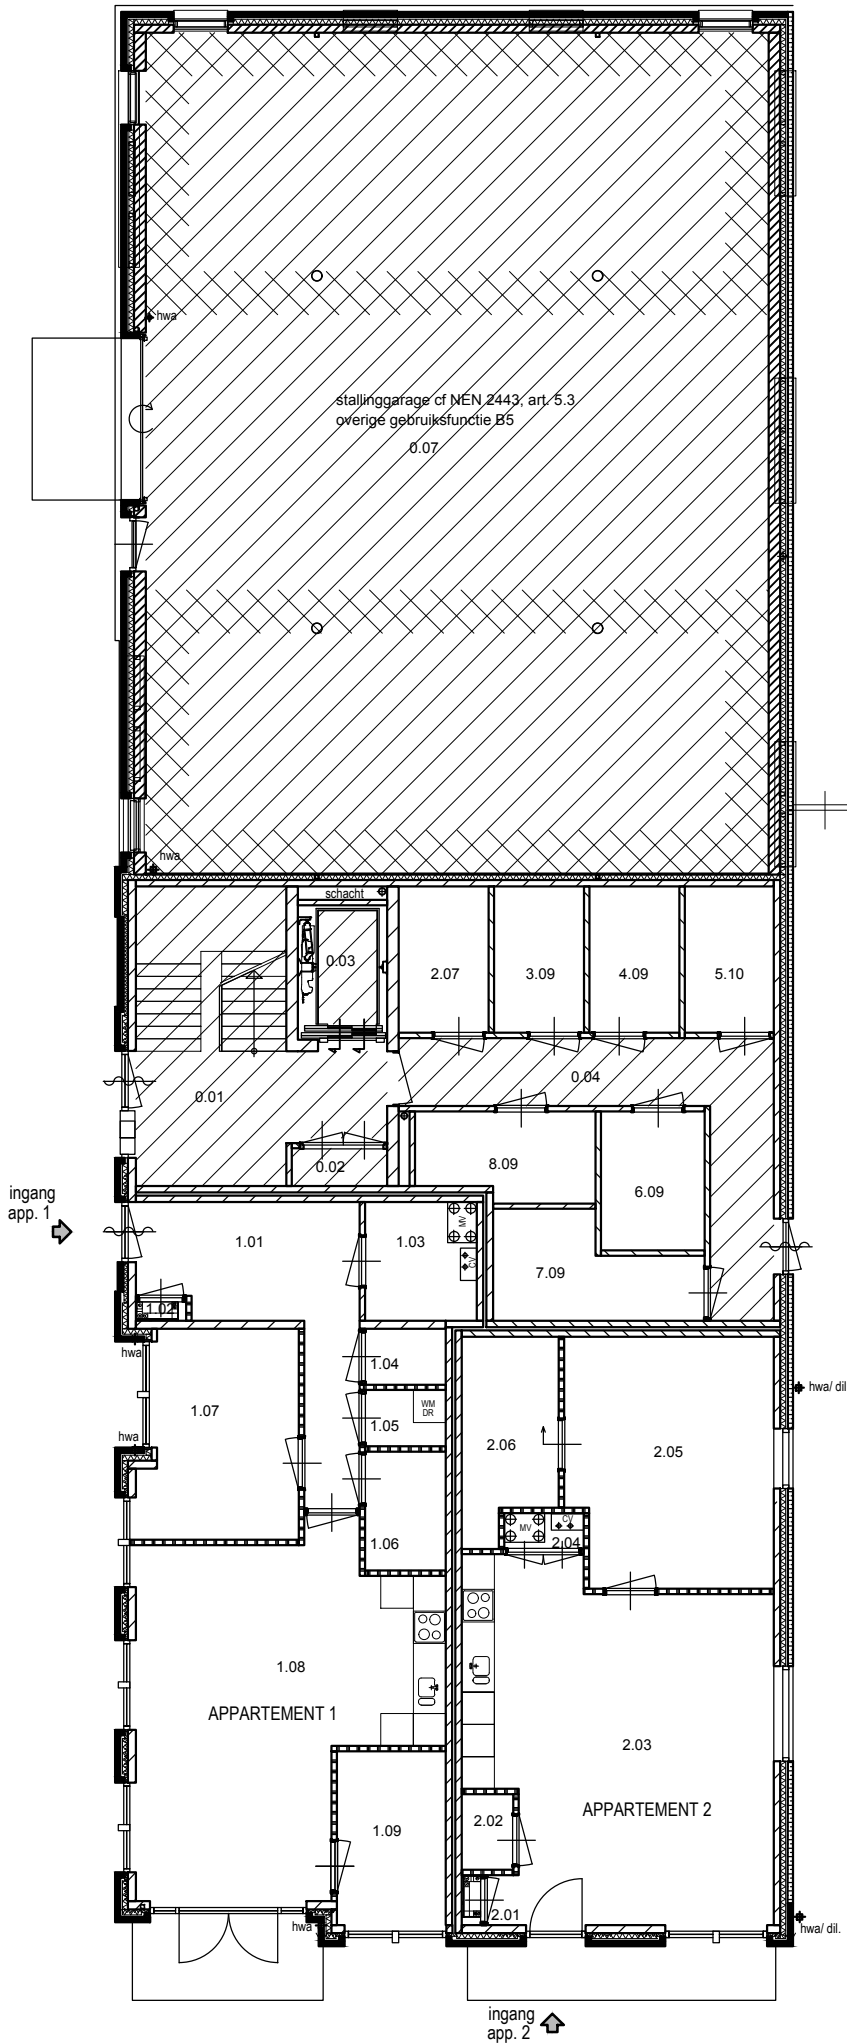 hwa
stallinggarage cf NEN 2443, art. 5.3
overige gebruiksfunctie B5
0.07
hwa
schacht
0.03
2.07
3.09
4.09
5.10
0.04
0.01
0.02
8.09
6.09
ingang
app. 1
1.01
1.03
MV
CV
7.09
1.02
hwa
1.04
hwa/ dil.
1.07
1.05
WM
DR
hwa
2.06
2.05
MV
CV
2.04
1.06
1.08
APPARTEMENT 1
2.03
APPARTEMENT 2
1.09
2.02
2.01
hwa
hwa/ dil.
ingang
app. 2